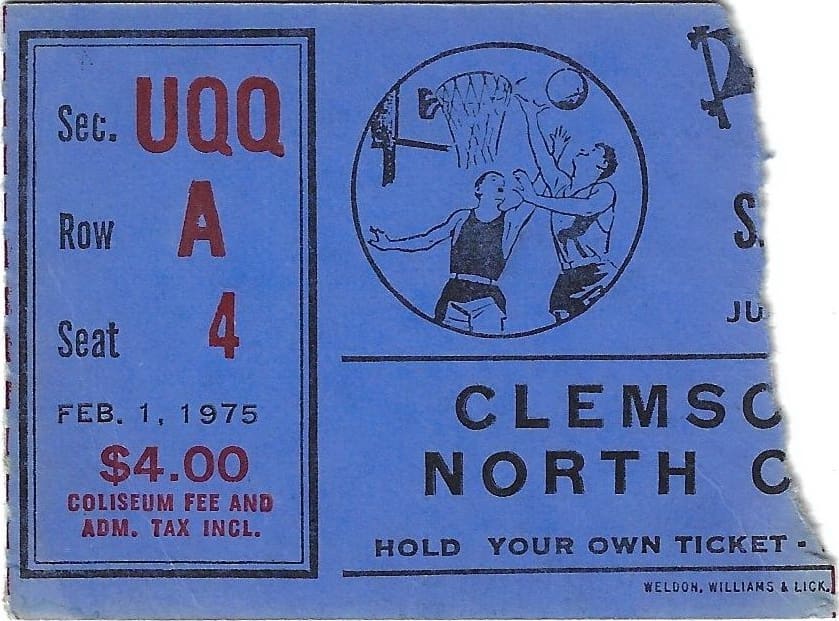 Sec. UQQ
Row A
Seat 4
FEB. 1, 1975
$4.00
COLISEUM FEE AND
ADM. TAX INCL.
S.
JU
CLEMSO
NORTH C
HOLD YOUR OWN TICKET -
WELDON, WILLIAMS & LICK,